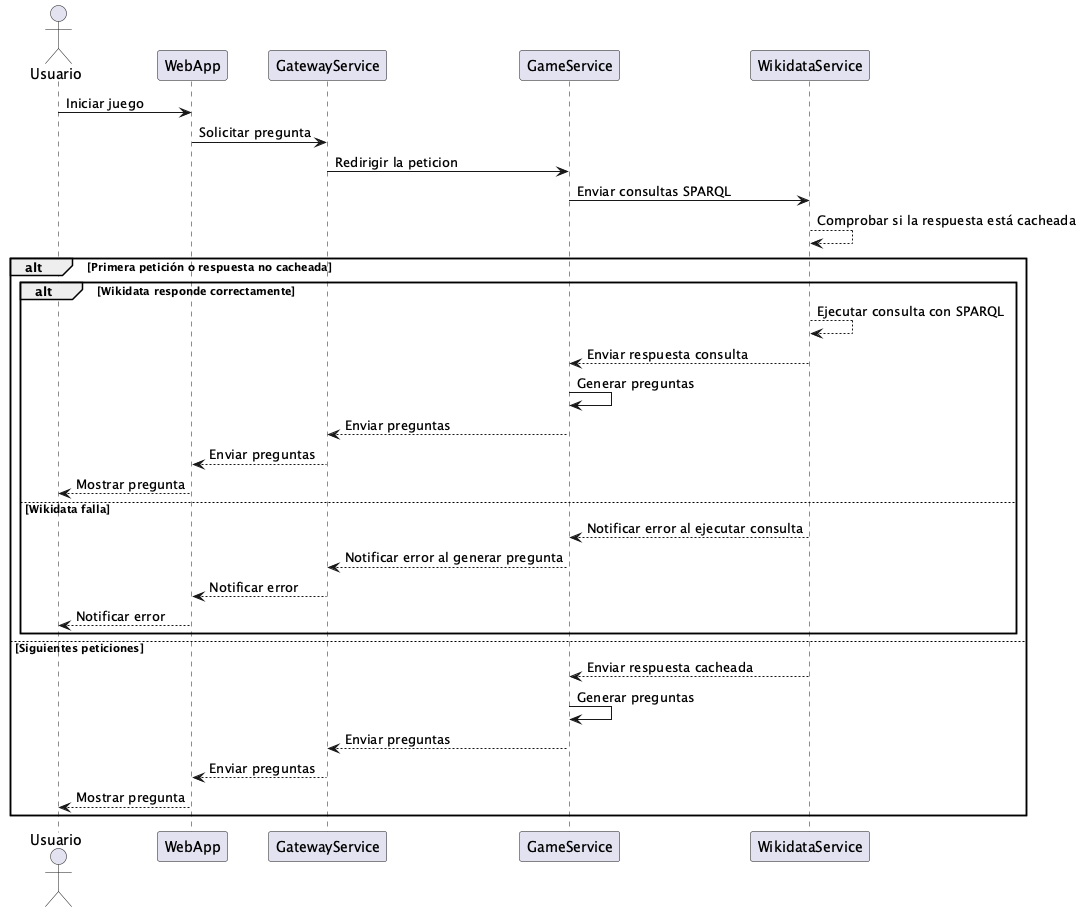 Usuario
WebApp
GatewayService
GameService
WikidataService
Iniciar juego
Solicitar pregunta
Redirigir la peticion
Enviar consultas SPARQL
Comprobar si la respuesta está cacheada
alt
[Primera petición o respuesta no cacheada]
alt
[Wikidata responde correctamente]
Ejecutar consulta con SPARQL
Enviar respuesta consulta
Generar preguntas
Enviar preguntas
Enviar preguntas
Mostrar pregunta
[Wikidata falla]
Notificar error al ejecutar consulta
Notificar error al generar pregunta
Notificar error
Notificar error
[Siguientes peticiones]
Enviar respuesta cacheada
Generar preguntas
Enviar preguntas
Enviar preguntas
Mostrar pregunta
Usuario
WebApp
GatewayService
GameService
WikidataService